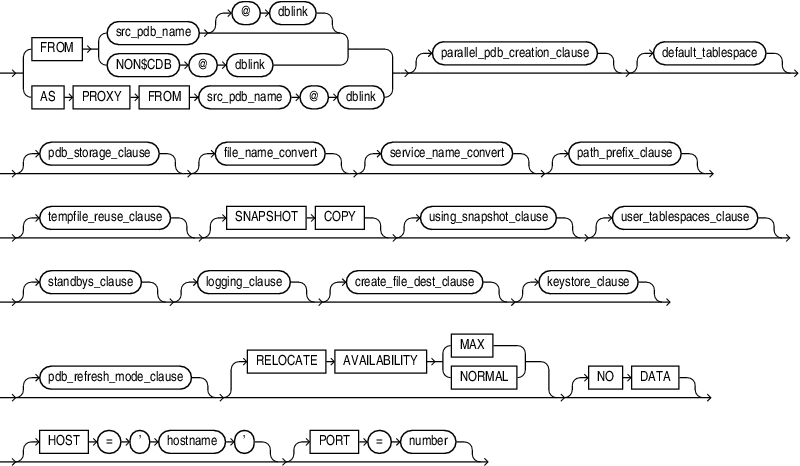 @ dblink
src_pdb_name
FROM parallel_pdb_creation_clause default_tablespace
NON$CDB @ dblink
AS PROXY FROM src_pdb_name @ dblink
pdb_storage_clause file_name_convert service_name_convert path_prefix_clause
tempfile_reuse_clause SNAPSHOT COPY using_snapshot_clause user_tablespaces_clause
standbys_clause logging_clause create_file_dest_clause keystore_clause
MAX
RELOCATE AVAILABILITY
pdb_refresh_mode_clause NORMAL NO DATA
HOST = ' hostname ' PORT = number